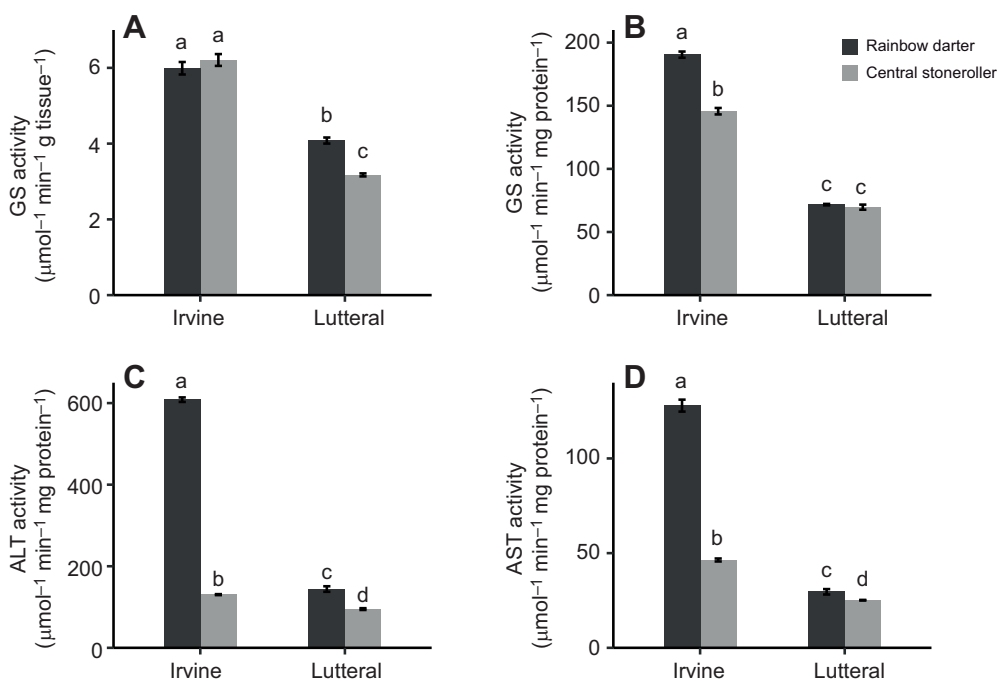 A
GS activity
(μmol⁻¹ min⁻¹ g tissue⁻¹)
6
4
2
0
a a
b
c
Irvine Lutteral
B
GS activity
(μmol⁻¹ min⁻¹ mg protein⁻¹)
200
150
100
50
0
a
b
c c
Irvine Lutteral
Rainbow darter
Central stoneroller
C
ALT activity
(μmol⁻¹ min⁻¹ mg protein⁻¹)
600
400
200
0
a
b
c
d
Irvine Lutteral
D
AST activity
(μmol⁻¹ min⁻¹ mg protein⁻¹)
100
50
0
a
b
c d
Irvine Lutteral